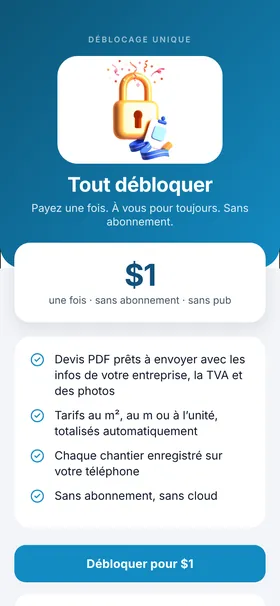 DÉBLOCAGE UNIQUE
Tout débloquer
Payez une fois. À vous pour toujours. Sans
abonnement.
$1
une fois · sans abonnement · sans pub
Devis PDF prêts à envoyer avec les
infos de votre entreprise, la TVA et
des photos
Tarifs au m², au m ou à l’unité,
totalisés automatiquement
Chaque chantier enregistré sur
votre téléphone
Sans abonnement, sans cloud
Débloquer pour $1